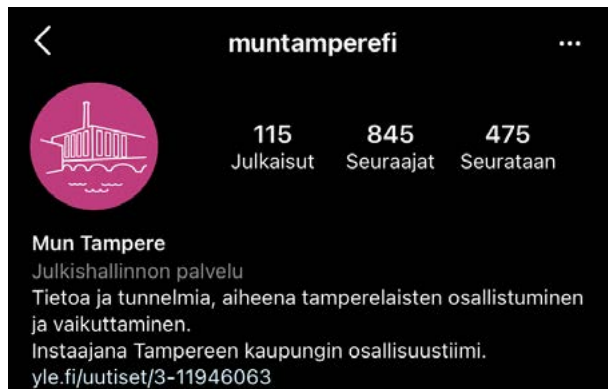 muntamperefi
115 845 475
Julkaisut Seuraajat Seurataan
Mun Tampere
Julkishallinnon palvelu
Tietoa ja tunnelmia, aiheena tamperelaisten osallistuminen
ja vaikuttaminen.
Instaajana Tampereen kaupungin osallisuustiimi.
yle.fi/uutiset/3-11946063